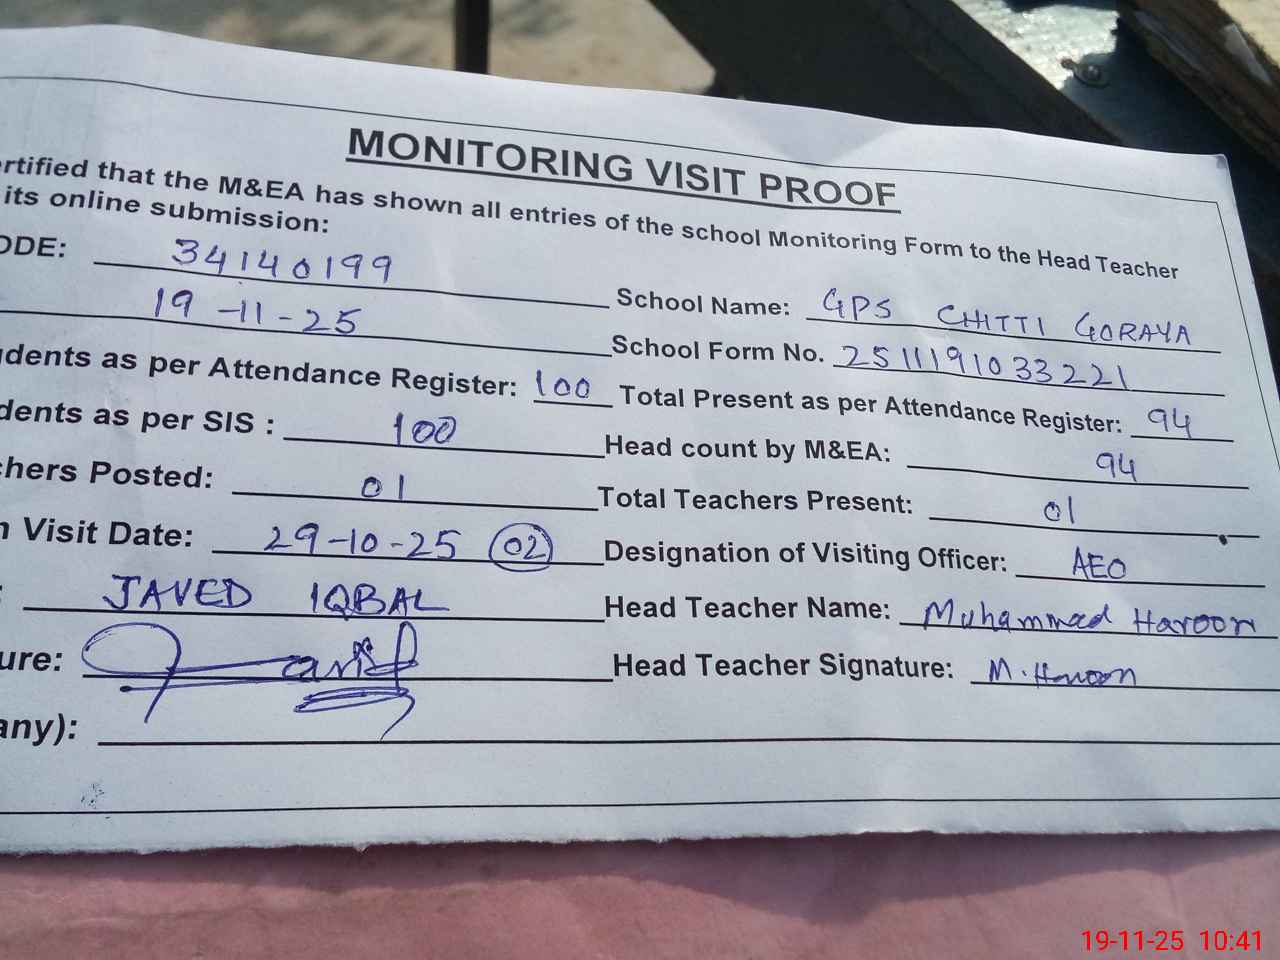 MONITORING VISIT PROOF
ertified that the M&EA has shown all entries of the school Monitoring Form to the Head Teacher
its online submission:
ODE: 34140199 School Name: GPS CHITTI GORAYA
19-11-25 School Form No. 2511191033221
udents as per Attendance Register: 100 Total Present as per Attendance Register: 94
dents as per SIS : 100 Head count by M&EA: 94
chers Posted: 01 Total Teachers Present: 01
n Visit Date: 29-10-25 02 Designation of Visiting Officer: AEO
: JAVED IQBAL Head Teacher Name: Muhammad Haroon
ure: Head Teacher Signature: M. Haroon
any):
19-11-25 10:41